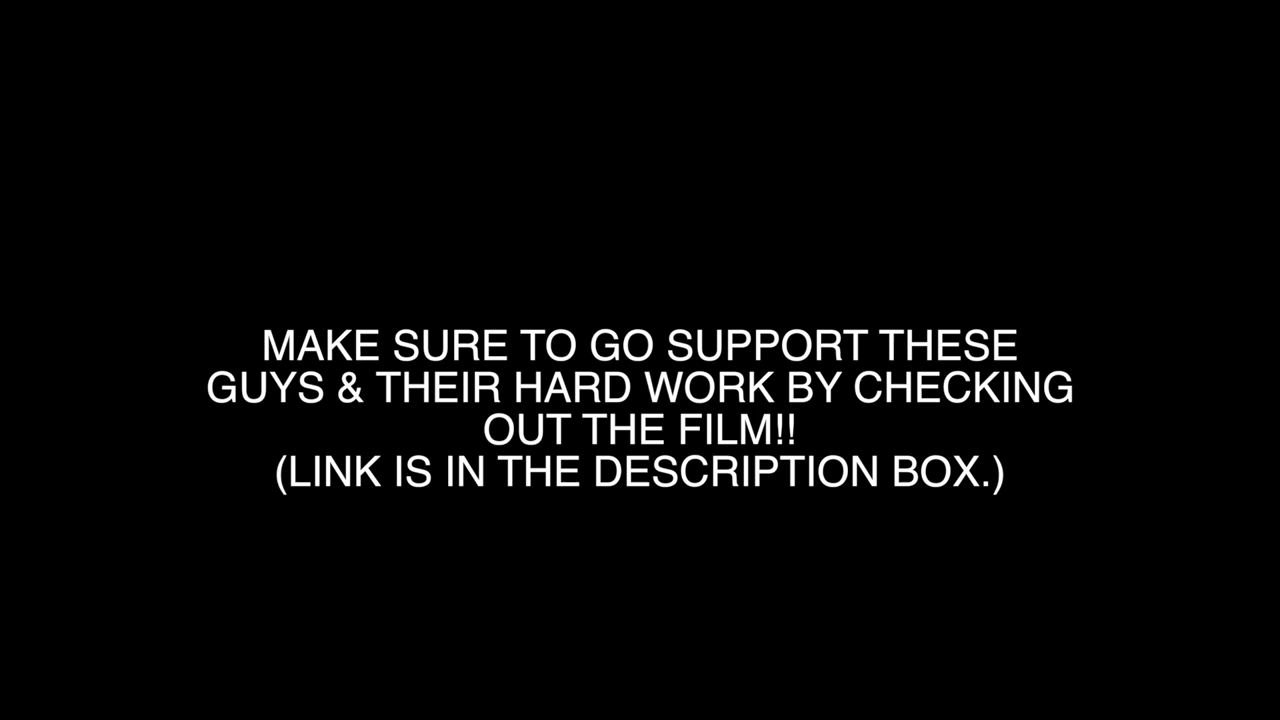 MAKE SURE TO GO SUPPORT THESE
GUYS & THEIR HARD WORK BY CHECKING
OUT THE FILM!!
(LINK IS IN THE DESCRIPTION BOX.)